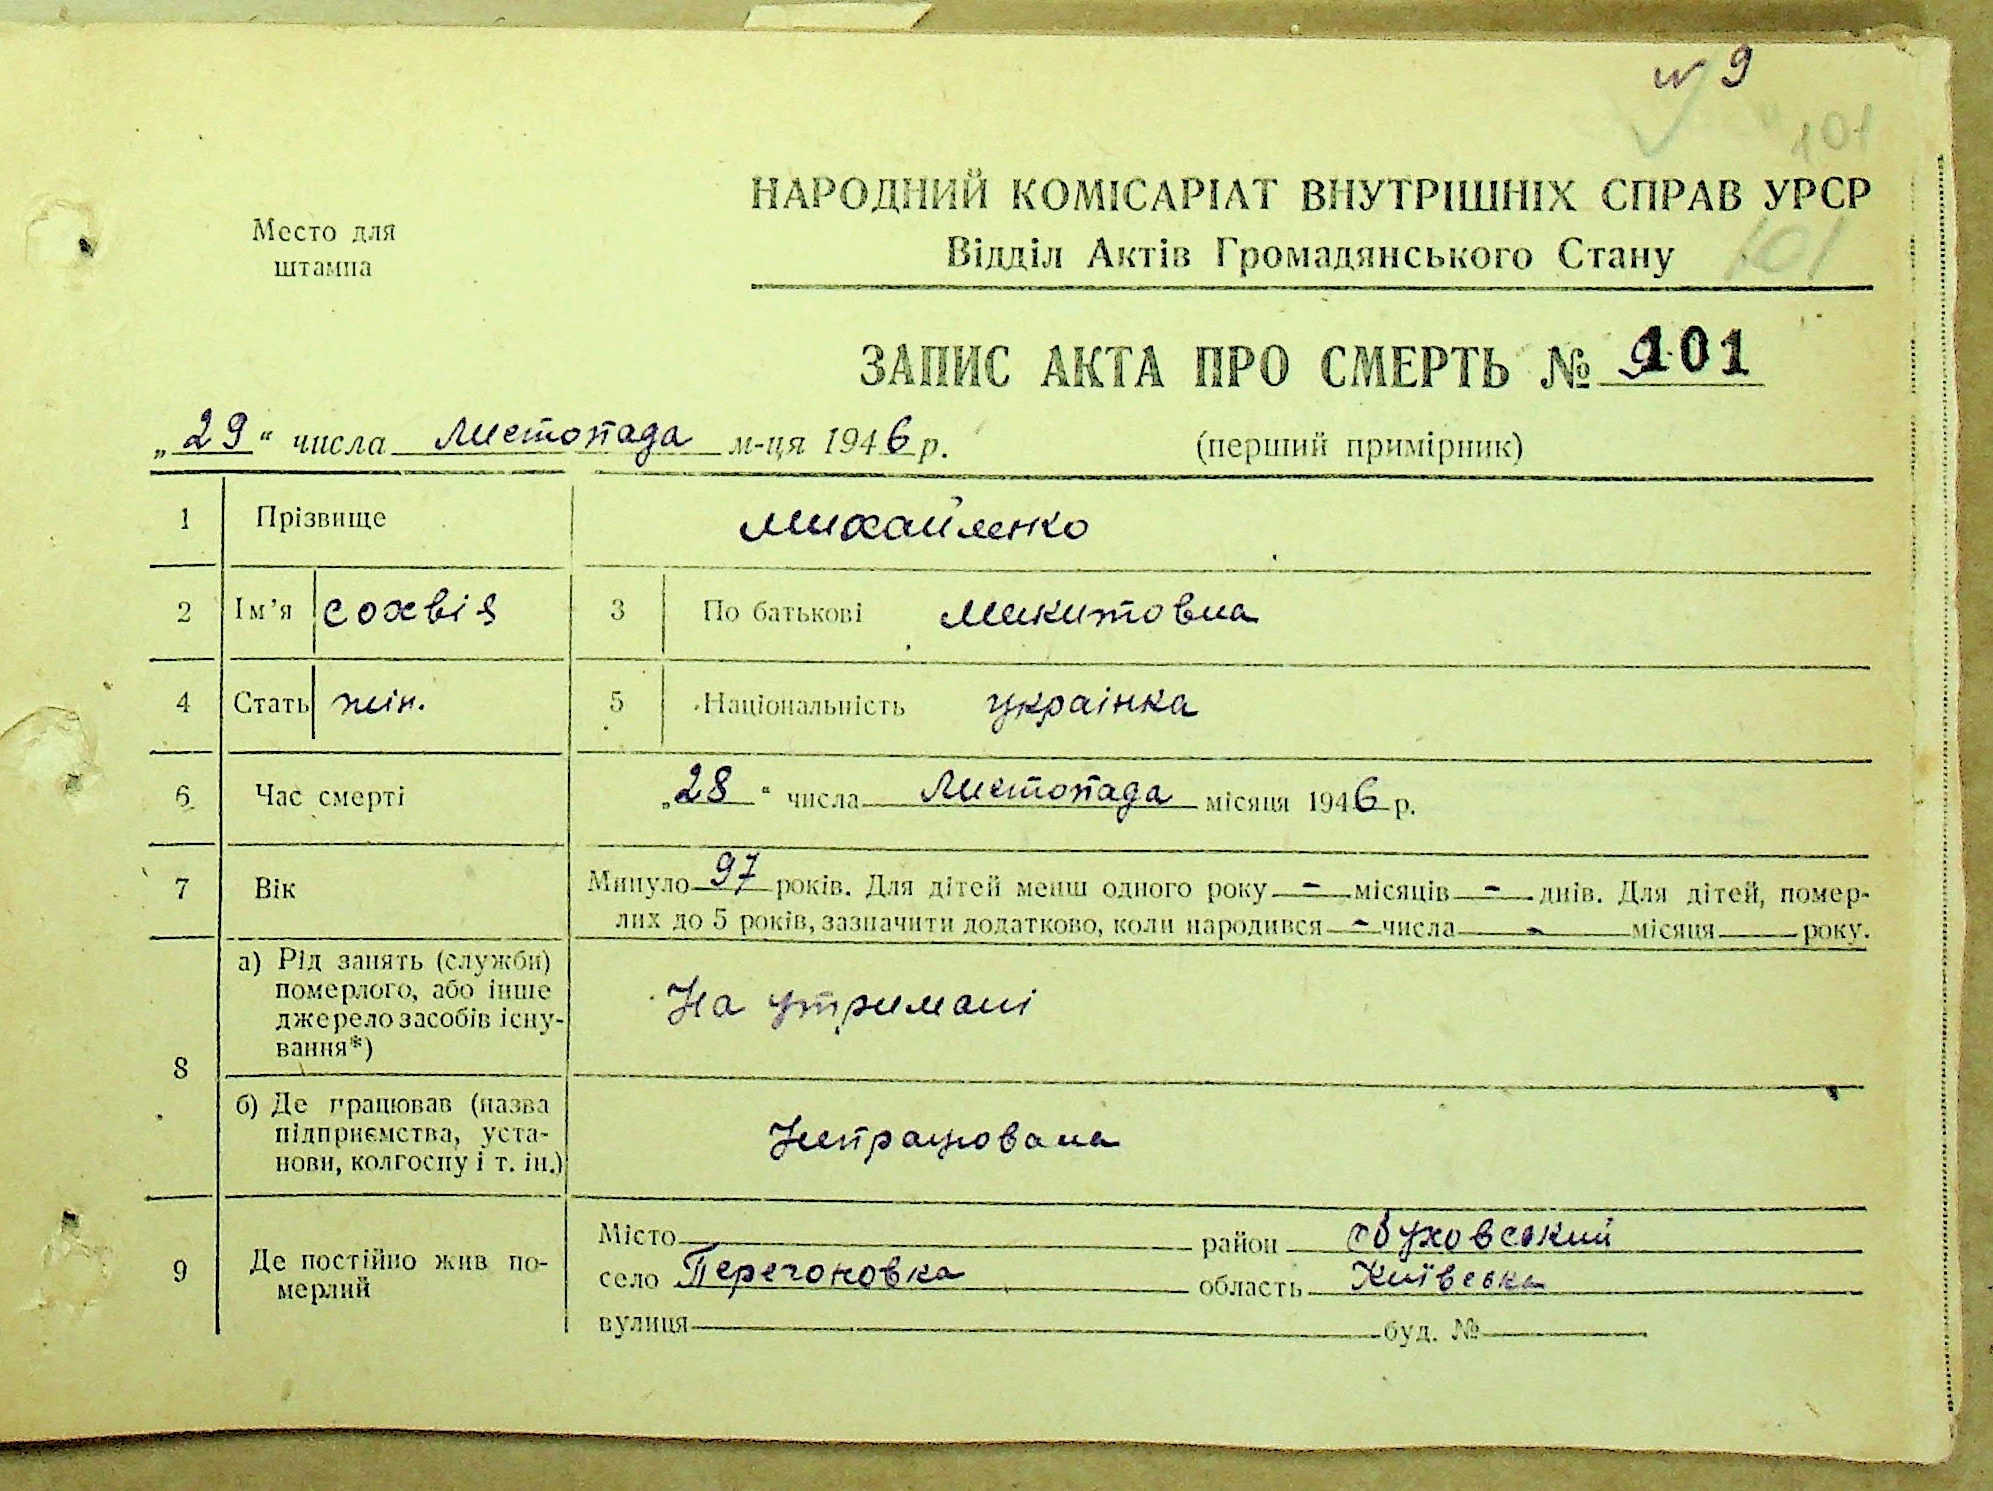 № 9
101
Место для
штампа
НАРОДНИЙ КОМІСАРІАТ ВНУТРІШНІХ СПРАВ УРСР
Відділ Актів Громадянського Стану 101
ЗАПИС АКТА ПРО СМЕРТЬ № 101
„29“ числа листопада м-ця 1946 р. (перший примірник)
1 Прізвище михайленко
2 Ім’я сохвія 3 По батькові микитовна
4 Стать жін. 5 Національність українка
6 Час смерті „28“ числа листопада місяця 1946 р.
7 Вік Минуло 97 років. Для дітей менш одного року - місяців - днів. Для дітей, помер-
лих до 5 років, зазначити додатково, коли народився - числа - місяця року.
8 а) Рід занять (служби)
померлого, або інше
джерело засобів існу-
вання*)
На утримані
б) Де працював (назва
підприємства, уста-
нови, колгоспу і т. ін.)
Непрацювала
9 Де постійно жив по-
мерлий
Місто район обуховський
село Перегоновка область Київська
вулиця буд. №